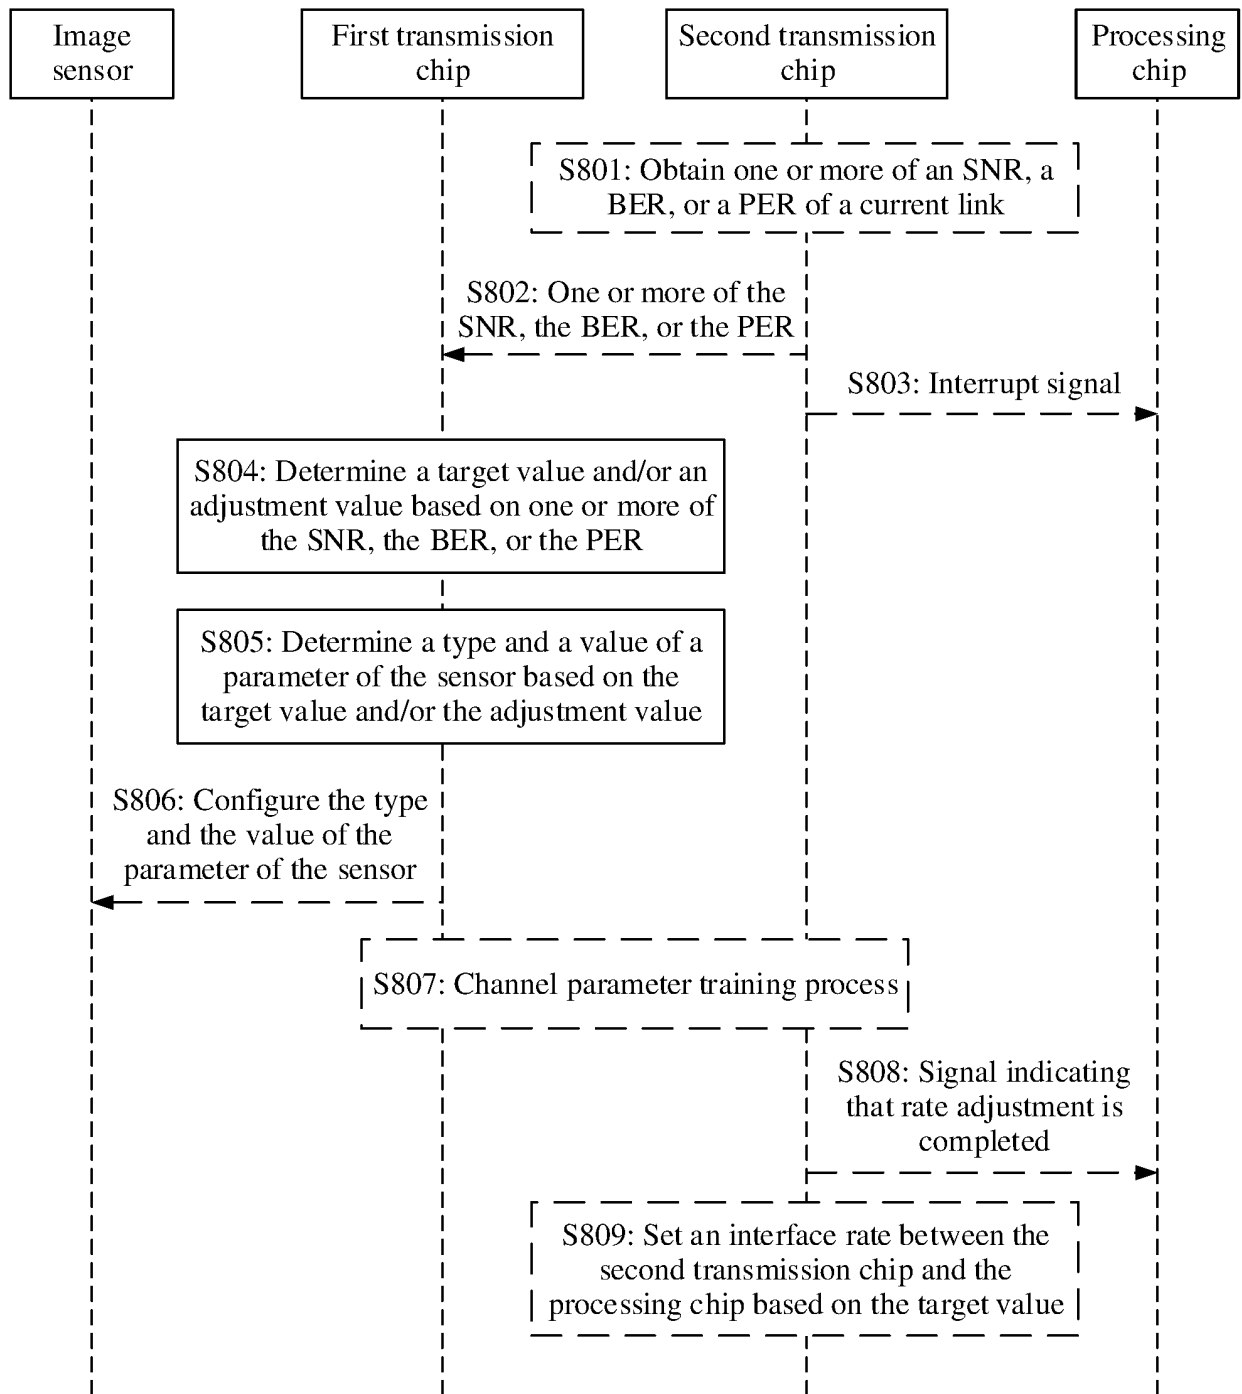 Image
sensor
First transmission
chip
Second transmission
chip
Processing
chip
S801: Obtain one or more of an SNR, a
BER, or a PER of a current link
S802: One or more of the
SNR, the BER, or the PER
S803: Interrupt signal
S804: Determine a target value and/or an
adjustment value based on one or more of
the SNR, the BER, or the PER
S805: Determine a type and a value of a
parameter of the sensor based on the
target value and/or the adjustment value
S806: Configure the type
and the value of the
parameter of the sensor
S807: Channel parameter training process
S808: Signal indicating
that rate adjustment is
completed
S809: Set an interface rate between the
second transmission chip and the
processing chip based on the target value